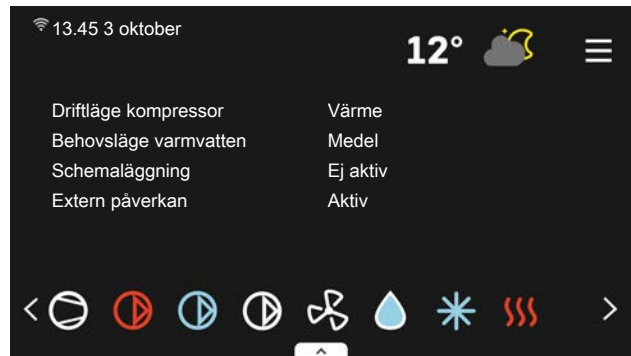 13.45 3 oktober
12°
Driftläge kompressor Värme
Behovsläge varmvatten Medel
Schemaläggning Ej aktiv
Extern påverkan Aktiv